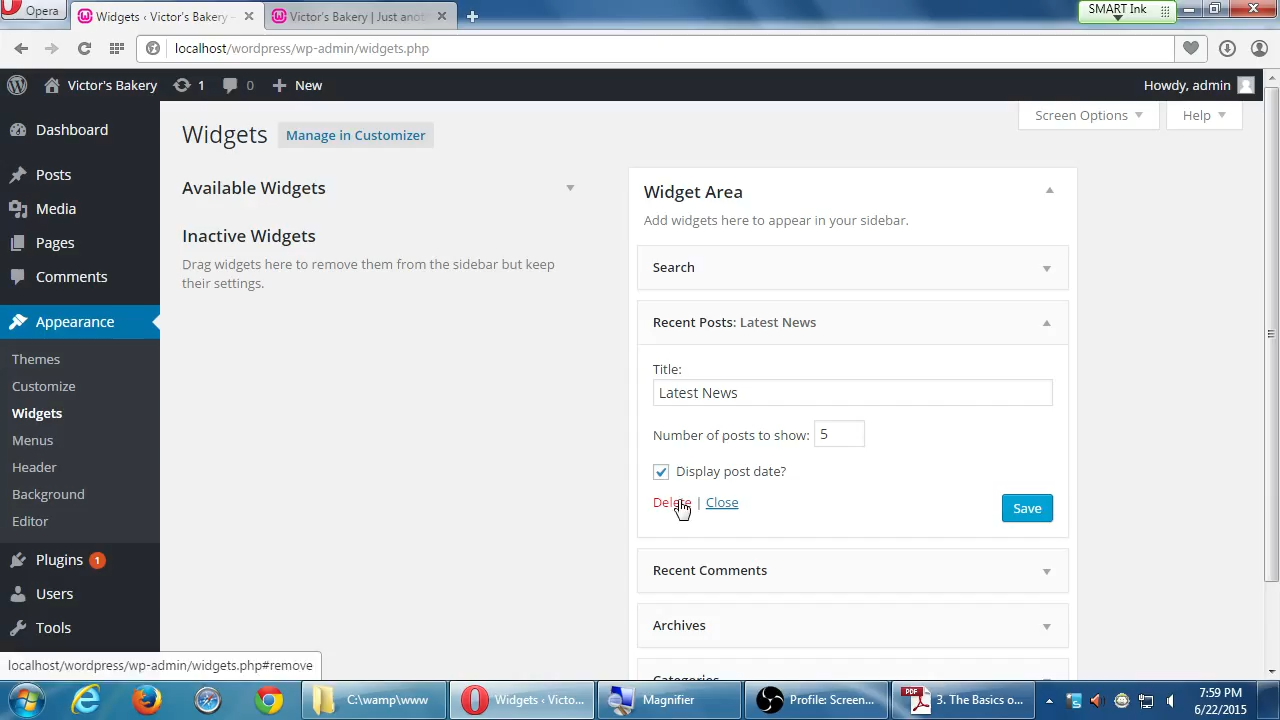 Opera
Widgets ‹ Victor's Bakery -
Victor's Bakery | Just anot
SMART Ink
localhost/wordpress/wp-admin/widgets.php
Victor's Bakery
1
0
New
Howdy, admin
Dashboard
Posts
Media
Pages
Comments
Appearance
Themes
Customize
Widgets
Menus
Header
Background
Editor
Plugins 1
Users
Tools
Screen Options
Help
Widgets
Manage in Customizer
Available Widgets
Inactive Widgets
Drag widgets here to remove them from the sidebar but keep
their settings.
Widget Area
Add widgets here to appear in your sidebar.
Search
Recent Posts: Latest News
Title:
Latest News
Number of posts to show: 5
Display post date?
Delete | Close
Save
Recent Comments
Archives
Categories
localhost/wordpress/wp-admin/widgets.php#remove
C:\wamp\www
Widgets ‹ Victo...
Magnifier
Profile: Screen...
PDF
3. The Basics o...
7:59 PM
6/22/2015